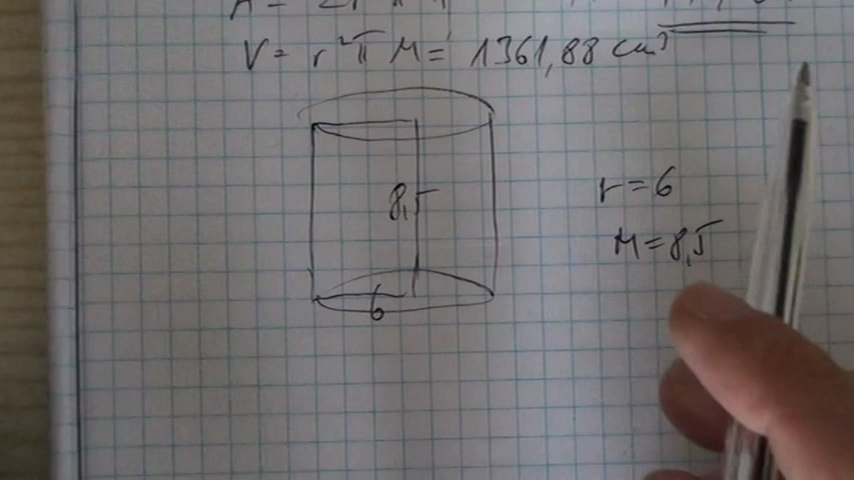 V = r²π M = 1361,88 cm³
8,5
r = 6
M = 8,5
6